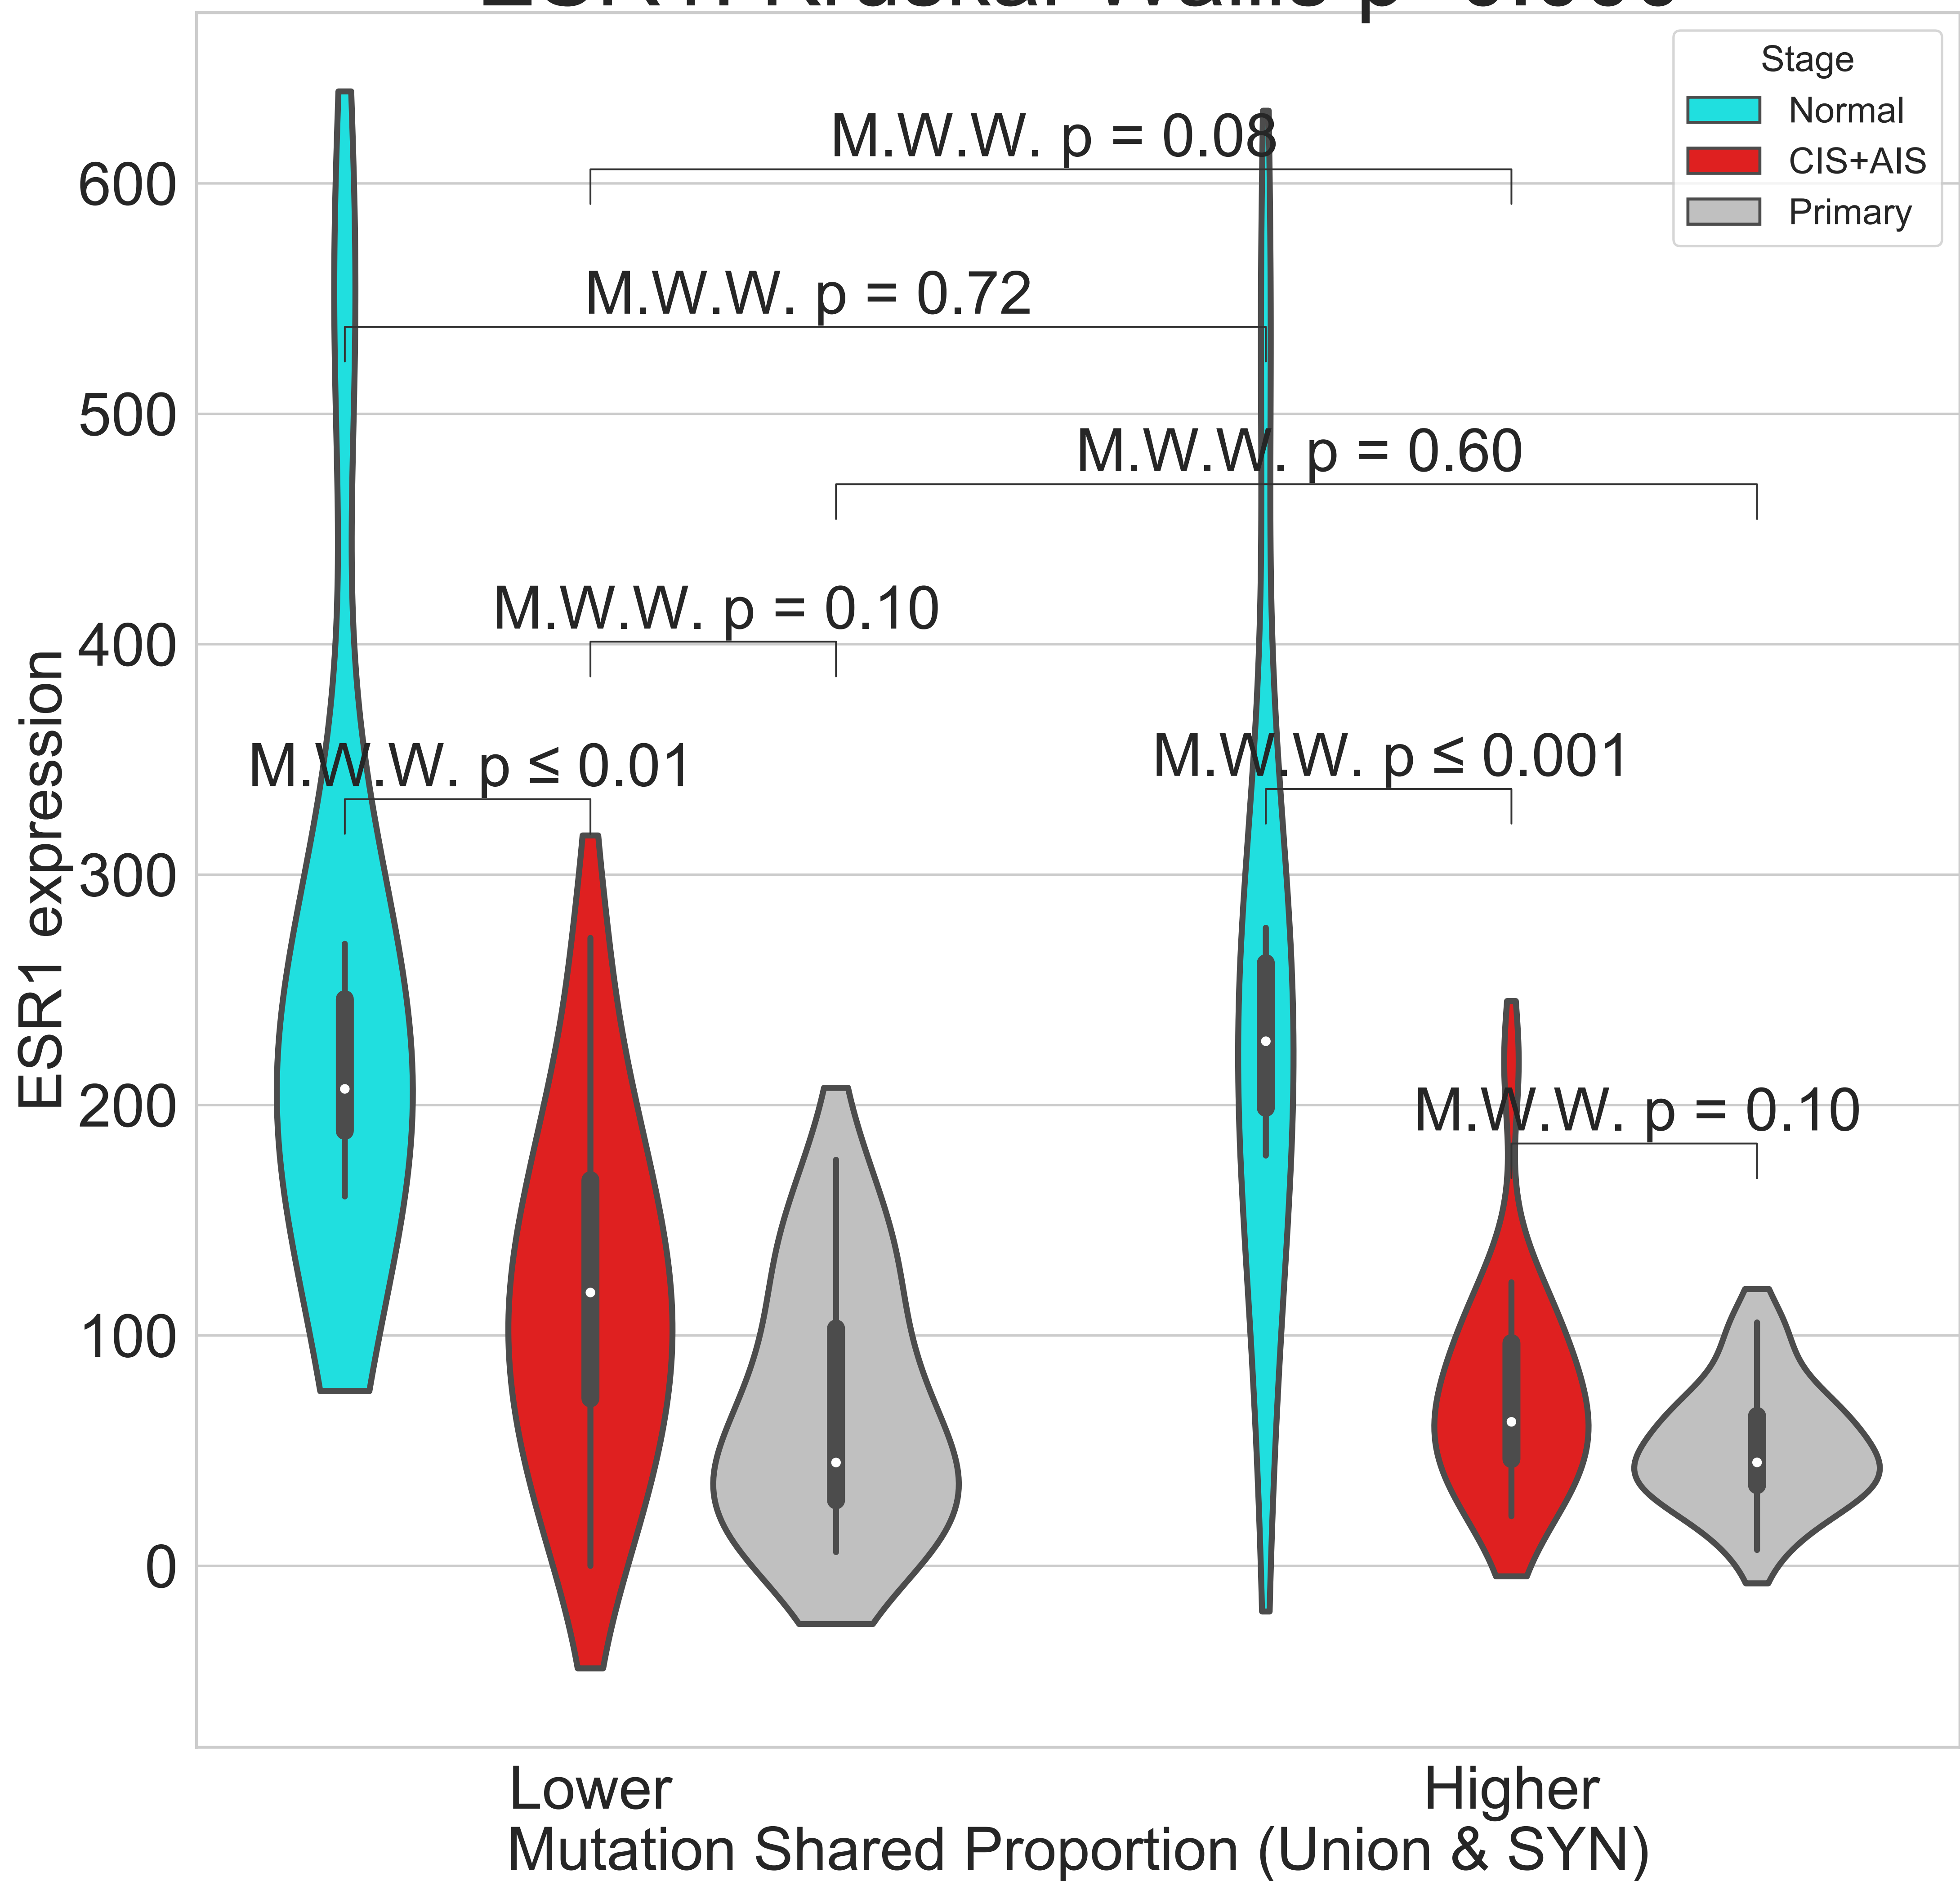 Stage
Normal
CIS+AIS
Primary
M.W.W. p = 0.08
M.W.W. p = 0.72
M.W.W. p = 0.60
M.W.W. p = 0.10
M.W.W. p ≤ 0.01
M.W.W. p ≤ 0.001
M.W.W. p = 0.10
ESR1 expression
600
500
400
300
200
100
0
Lower
Higher
Mutation Shared Proportion (Union & SYN)